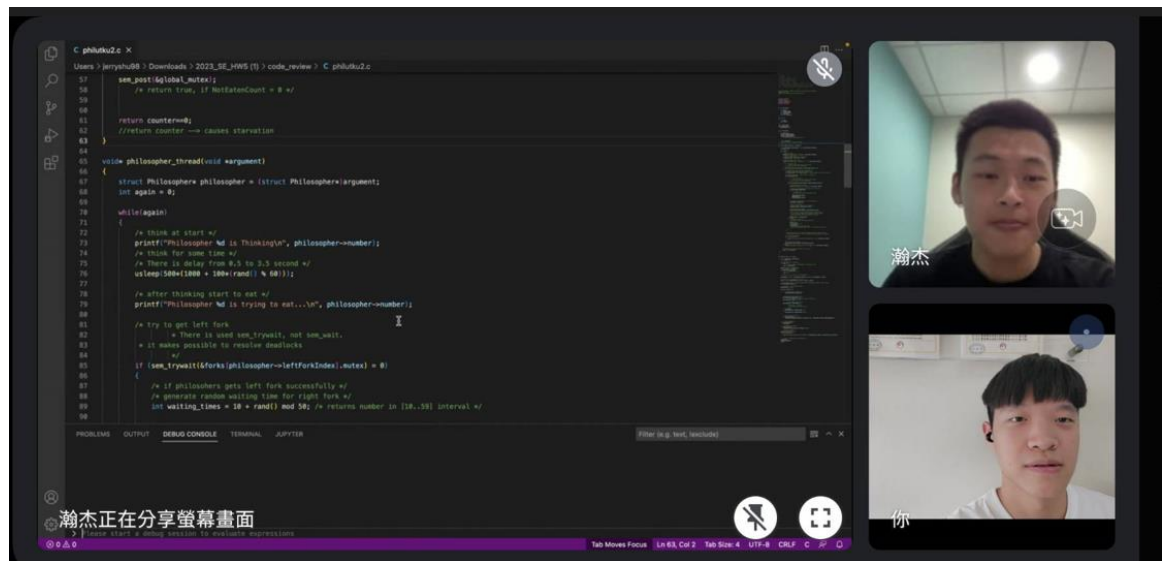 philutku2.c
Users > jerryshu98 > Downloads > 2023_SE_HW5 (1) > code_review > C philutku2.c
57 sem_post(&global_mutex);
58 /* return true, if NotEatenCount = 0 */
59
60
61 return counter==0;
62 //return counter —> causes starvation
63 }
64
65 void* philosopher_thread(void *argument)
66 {
67 struct Philosopher* philosopher = (struct Philosopher*)argument;
68 int again = 0;
69
70 while(again)
71 {
72 /* think at start */
73 printf("Philosopher %d is Thinking\n", philosopher->number);
74 /* think for some time */
75 /* There is delay from 0.5 to 3.5 second */
76 usleep(500*(1000 + 100*(rand() % 60)));
77
78 /* after thinking start to eat */
79 printf("Philosopher %d is trying to eat...\n", philosopher->number);
80
81 /* try to get left fork
82 * There is used sem_trywait, not sem_wait.
83 * it makes possible to resolve deadlocks
84 */
85 if (sem_trywait(&forks[philosopher->leftForkIndex].mutex) = 0)
86 {
87 /* if philosohers gets left fork successfully */
88 /* generate random waiting time for right fork */
89 int waiting_times = 10 + rand() mod 50; /* returns number in [10..59] interval */
90
PROBLEMS OUTPUT DEBUG CONSOLE TERMINAL JUPYTER Filter (e.g. text, !exclude)
瀚杰正在分享螢幕畫面
Please start a debug session to evaluate expressions
0 0 Tab Moves Focus Ln 63, Col 2 Tab Size: 4 UTF-8 CRLF C
瀚杰
你